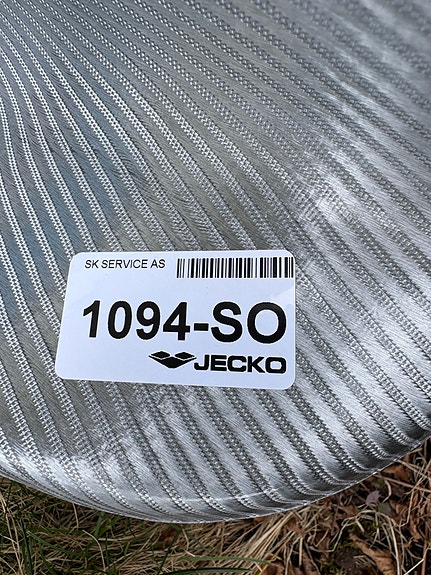 SK SERVICE AS
1094-SO
JECKO